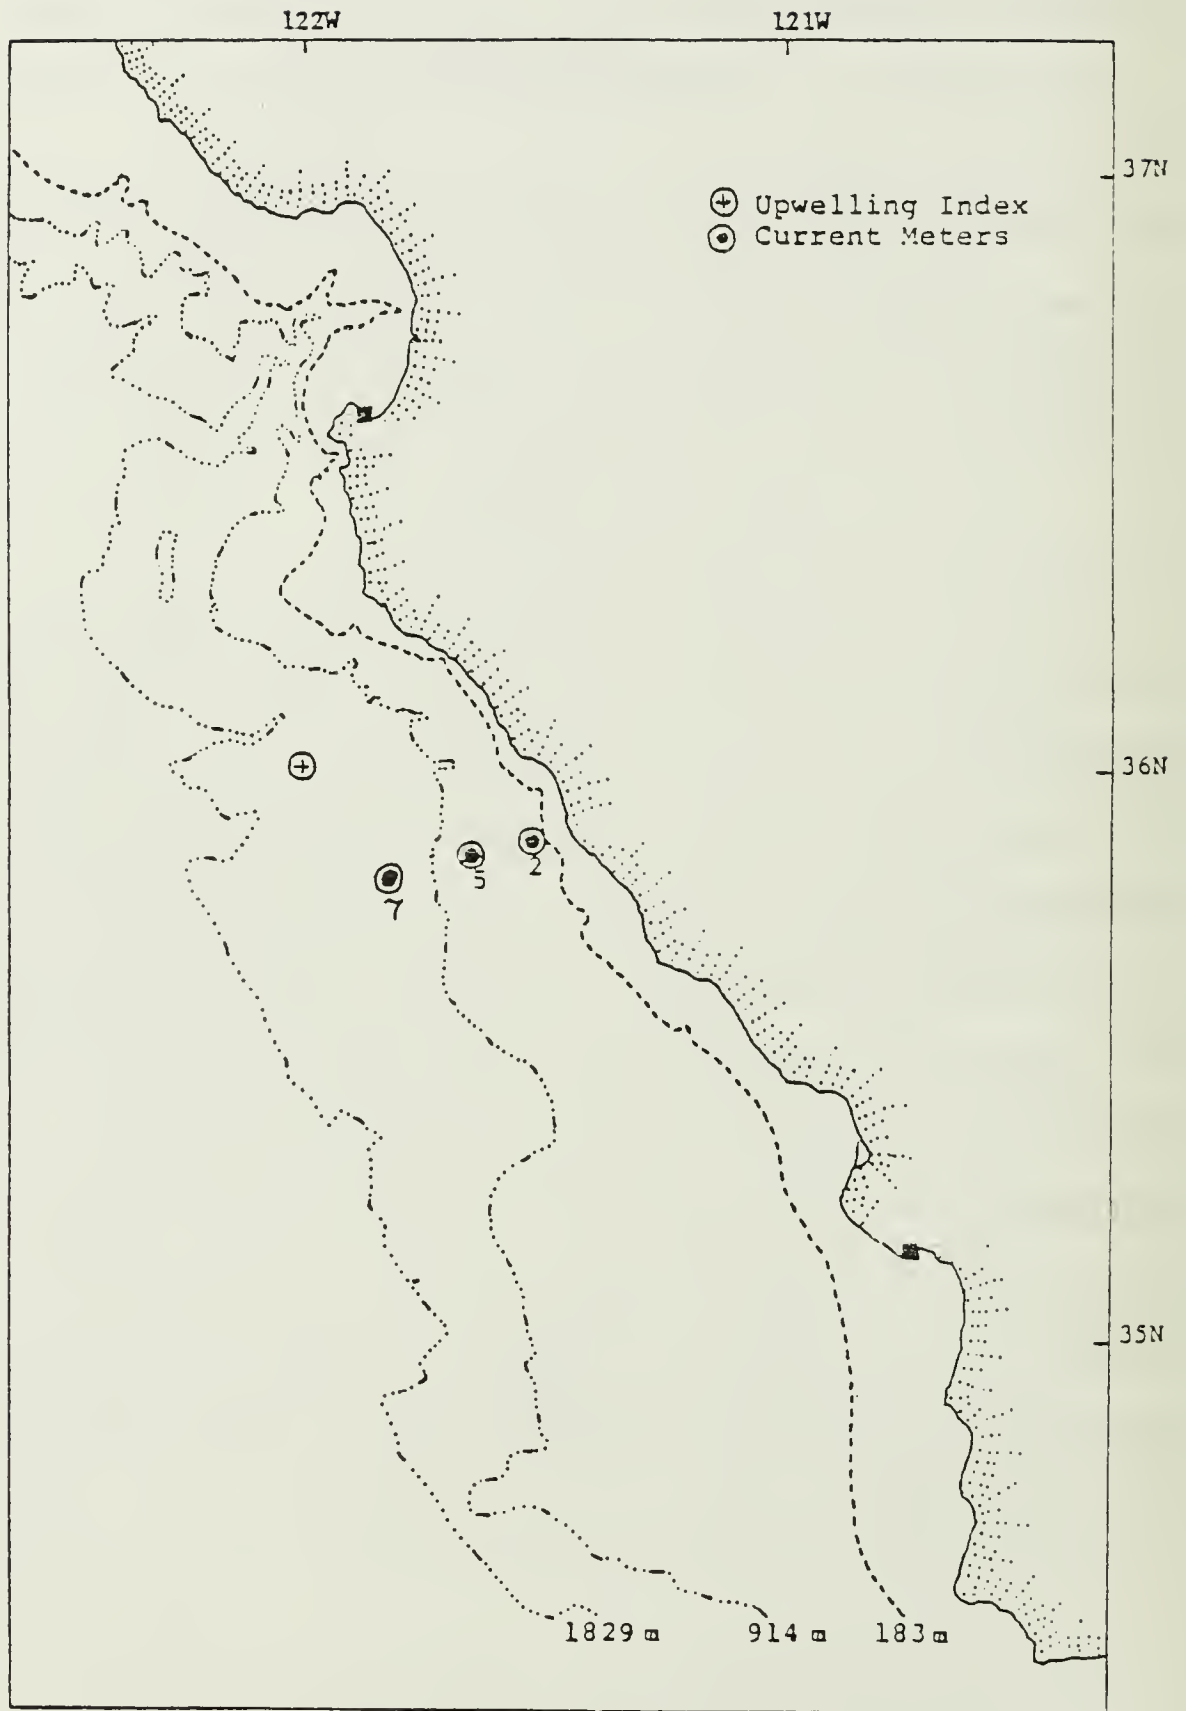 122W 121W
37N
Upwelling Index
Current Meters
36N
2
5
7
35N
1829 m 914 m 183 m